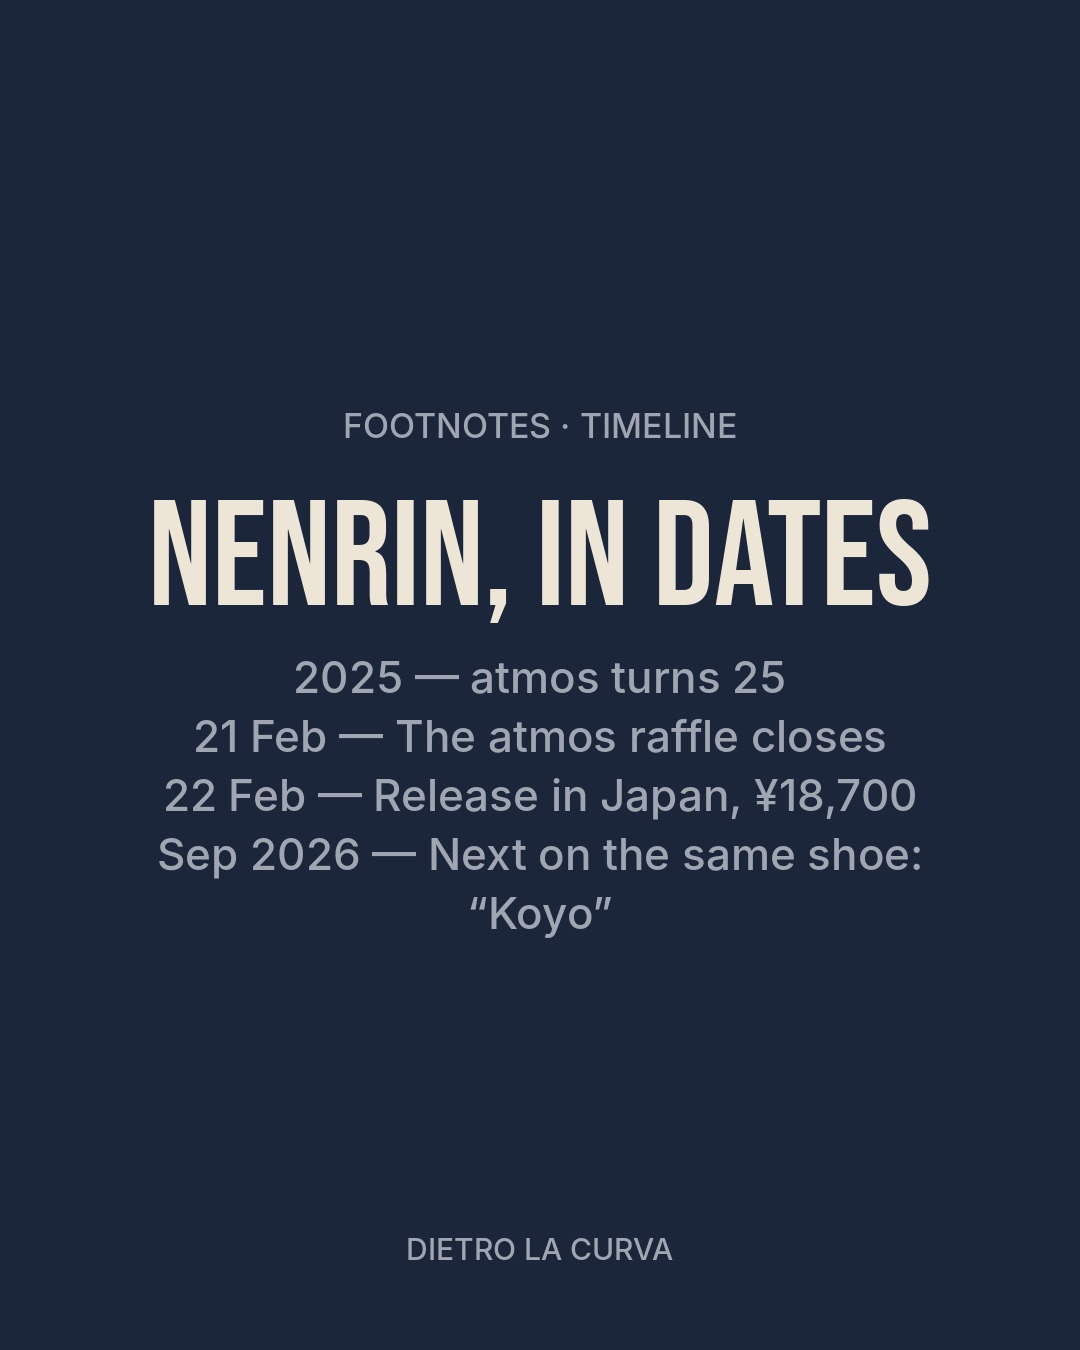 FOOTNOTES · TIMELINE
NENRIN, IN DATES
2025 — atmos turns 25
21 Feb — The atmos raffle closes
22 Feb — Release in Japan, ¥18,700
Sep 2026 — Next on the same shoe:
“Koyo”
DIETRO LA CURVA